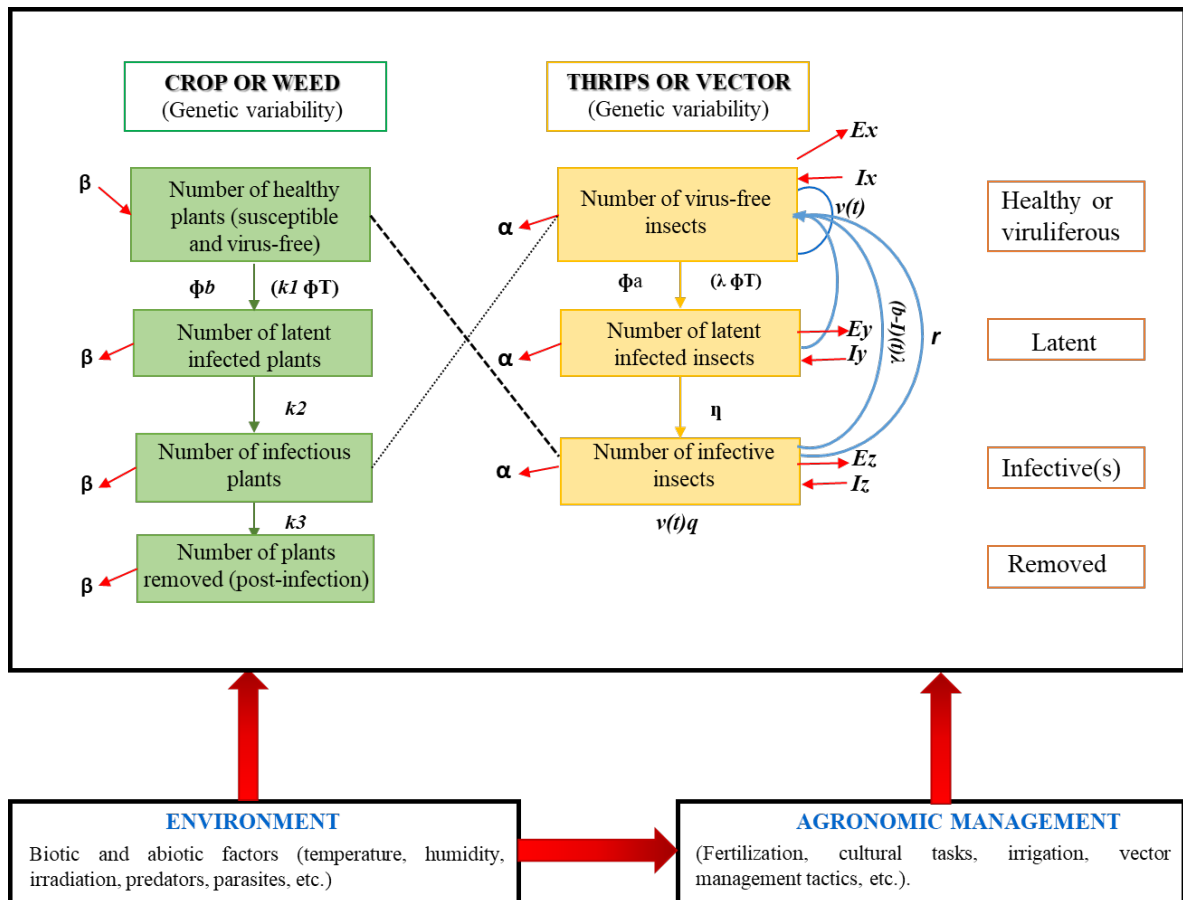 CROP OR WEED
(Genetic variability)
THRIPS OR VECTOR
(Genetic variability)
Ex
β
Number of healthy
plants (susceptible
and virus-free)
α
Number of virus-free
insects
Ix
v(t)
Healthy or
viruliferous
ϕb
(k1 ϕT)
ϕa
(λ ϕT)
β
Number of latent
infected plants
α
Number of latent
infected insects
Ey
Iy
v(t)(1-q)
r
Latent
k2
η
β
Number of infectious
plants
α
Number of infective
insects
Ez
Iz
Infective(s)
k3
v(t)q
β
Number of plants
removed (post-infection)
Removed
ENVIRONMENT
Biotic and abiotic factors (temperature, humidity,
irradiation, predators, parasites, etc.)
AGRONOMIC MANAGEMENT
(Fertilization, cultural tasks, irrigation, vector
management tactics, etc.).